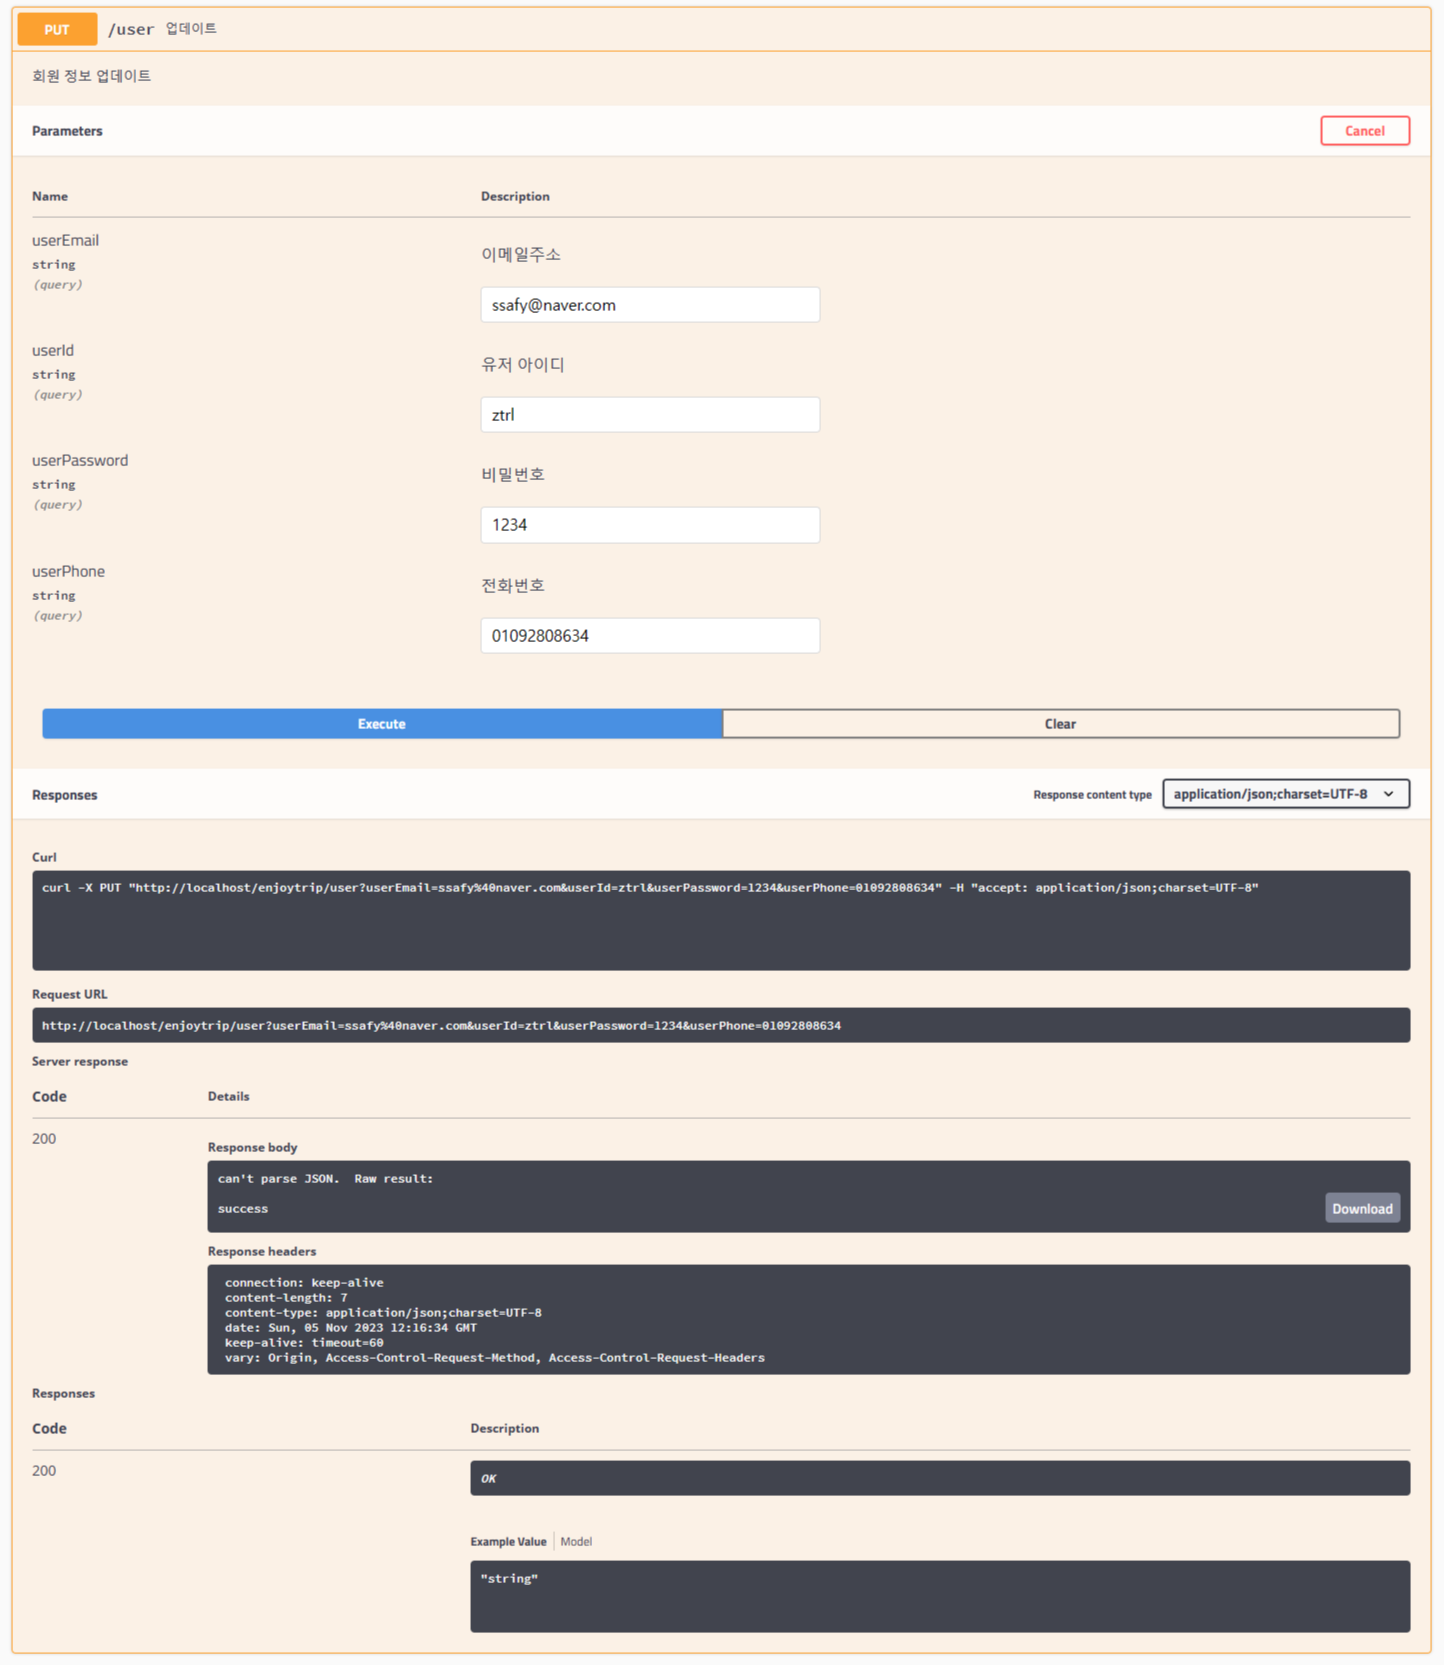 PUT /user 업데이트
회원 정보 업데이트
Parameters
Cancel
Name Description
userEmail
string
(query)
이메일주소
ssafy@naver.com
userId
string
(query)
유저 아이디
ztrl
userPassword
string
(query)
비밀번호
1234
userPhone
string
(query)
전화번호
01092808634
Execute Clear
Responses Response content type application/json;charset=UTF-8
Curl
curl -X PUT "http://localhost/enjoytrip/user?userEmail=ssafy%40naver.com&userId=ztrl&userPassword=1234&userPhone=01092808634" -H "accept: application/json;charset=UTF-8"
Request URL
http://localhost/enjoytrip/user?userEmail=ssafy%40naver.com&userId=ztrl&userPassword=1234&userPhone=01092808634
Server response
Code Details
200
Response body
can't parse JSON.  Raw result:
success
Download
Response headers
connection: keep-alive
content-length: 7
content-type: application/json;charset=UTF-8
date: Sun, 05 Nov 2023 12:16:34 GMT
keep-alive: timeout=60
vary: Origin, Access-Control-Request-Method, Access-Control-Request-Headers
Responses
Code Description
200
OK
Example Value Model
"string"